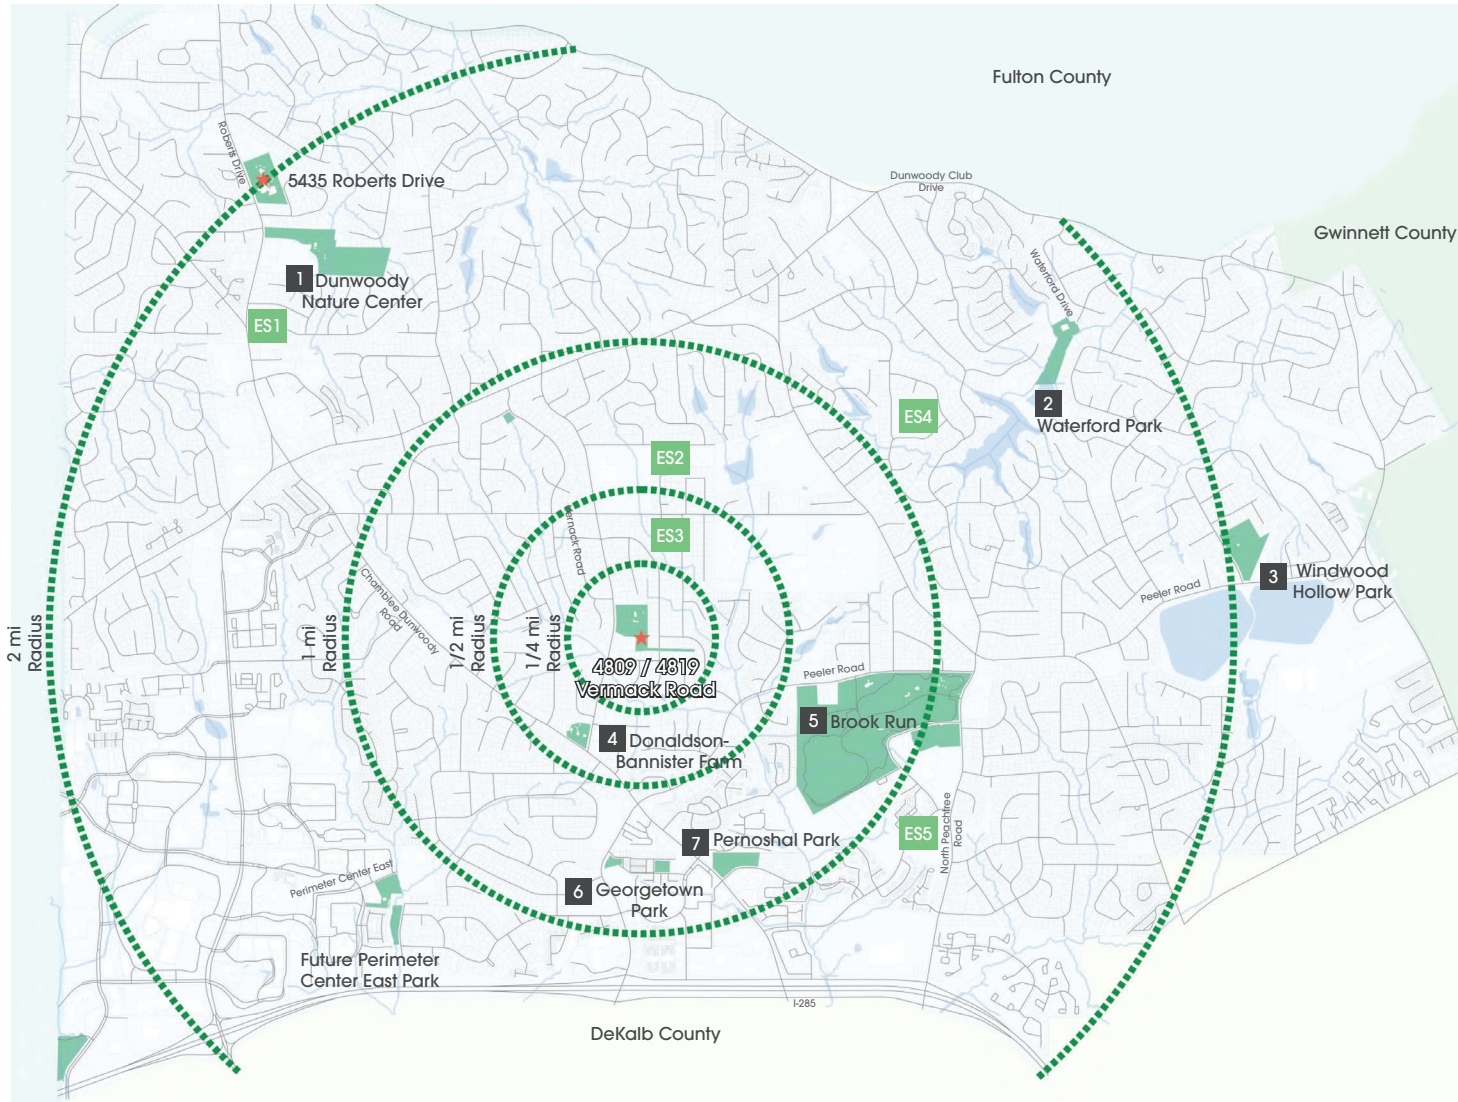 Fulton County
Roberts Drive
5435 Roberts Drive
Dunwoody Club
Drive
Gwinnett County
Waterford Drive
1 Dunwoody
Nature Center
ES1
ES4
2
Waterford Park
ES2
ES3
Vermack Road
Chamblee Dunwoody
Road
Peeler Road
3 Windwood
Hollow Park
2 mi
Radius
1 mi
Radius
1/2 mi
Radius
1/4 mi
Radius
4809 / 4819
Vermack Road
Peeler Road
5 Brook Run
4 Donaldson-
Bannister Farm
7 Pernoshal Park
ES5
North Peachtree
Road
Perimeter Center East
6 Georgetown
Park
Future Perimeter
Center East Park
I-285
DeKalb County